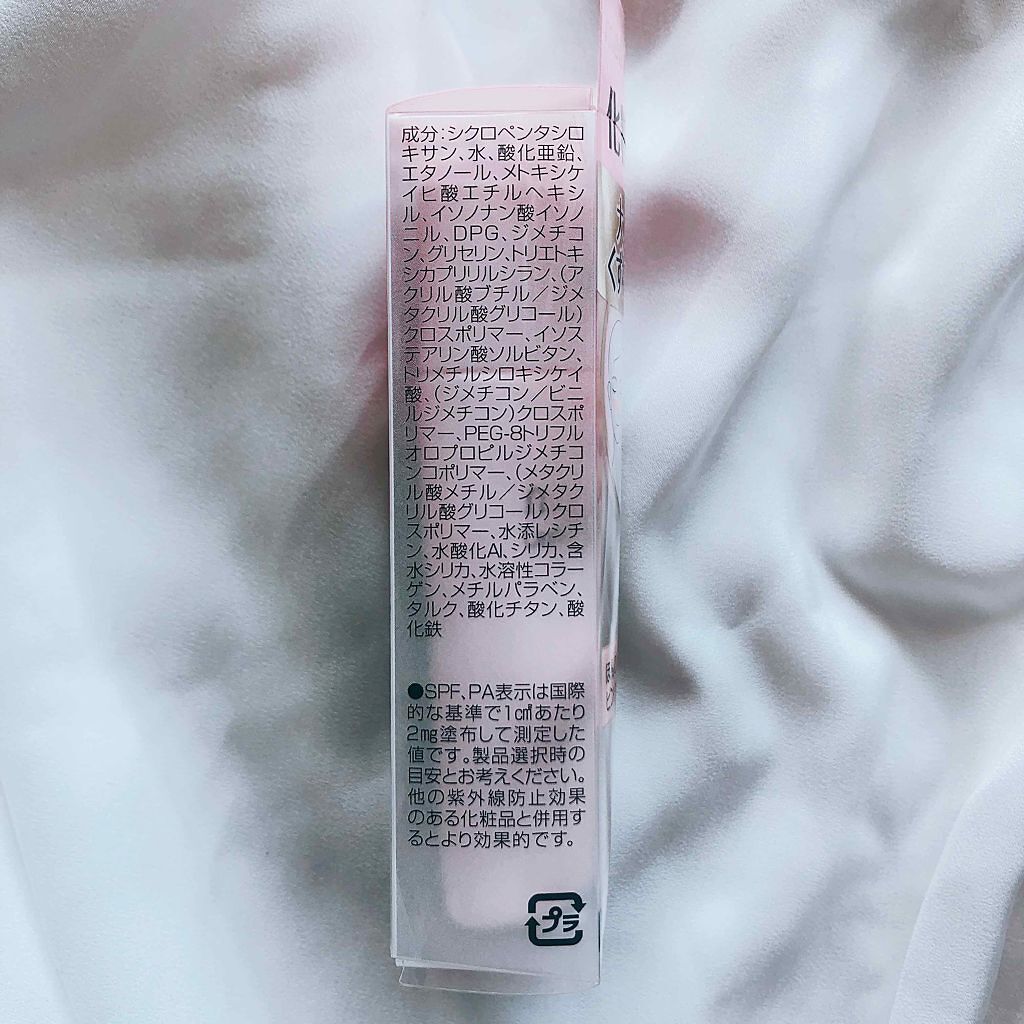 成分:シクロペンタシロ
キサン、水、酸化亜鉛、
エタノール、メトキシケ
イヒ酸エチルヘキシ
ル、イソノナン酸イソノ
ニル、DPG、ジメチコ
ン、グリセリン、トリエトキ
シカプリリルシラン、(ア
クリル酸ブチル/ジメ
タクリル酸グリコール)
クロスポリマー、イソス
テアリン酸ソルビタン、
トリメチルシロキシケイ
酸、(ジメチコン/ビニ
ルジメチコン)クロスポ
リマー、PEG-8トリフル
オロプロピルジメチコ
ンコポリマー、(メタクリ
ル酸メチル/ジメタク
リル酸グリコール)クロ
スポリマー、水添レシチ
ン、水酸化Al、シリカ、含
水シリカ、水溶性コラー
ゲン、メチルパラベン、
タルク、酸化チタン、酸
化鉄
●SPF、PA表示は国際
的な基準で1c㎡あたり
2mg塗布して測定した
値です。製品選択時の
目安とお考えください。
他の紫外線防止効果
のある化粧品と併用す
るとより効果的です。
プラ